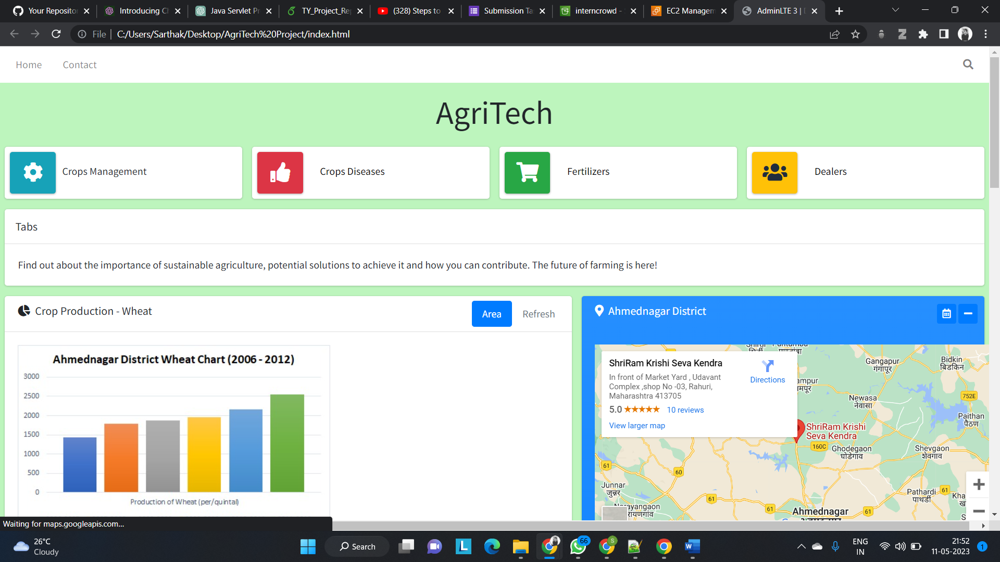 Your Repositor
Introducing Ch
Java Servlet Pr
TY_Project_Re
(328) Steps to
Submission Ta
interncrowd -
EC2 Managem
AdminLTE 3 |
File
C:/Users/Sarthak/Desktop/AgriTech%20Project/index.html
Home
Contact
AgriTech
Crops Management
Crops Diseases
Fertilizers
Dealers
Tabs
Find out about the importance of sustainable agriculture, potential solutions to achieve it and how you can contribute. The future of farming is here!
Crop Production - Wheat
Area
Refresh
Ahmednagar District Wheat Chart (2006 - 2012)
3000
2500
2000
1500
1000
500
0
Production of Wheat (per/quintal)
Ahmednagar District
ShriRam Krishi Seva Kendra
In front of Market Yard , Udavant
Complex ,shop No -03, Rahuri,
Maharashtra 413705
5.0
10 reviews
View larger map
Directions
Gangapur
गंगापूर
Bidkin
बिडकिन
ampur
मपूर
Newasa
नेवासा
752E
Paithan
पैठण
ShriRam Krishi
Seva Kendra
160C
Ghodegaon
घोडेगाव
Shevgaon
शेवगाव
61
60
Junnar
जुन्नर
61
61
Narayangaon
रायणगाव
Pathardi
पाथर्डी
61
Kha
ख
Ahmednagar
61
S
Waiting for maps.googleapis.com...
26°C
Cloudy
Search
66
S
ENG
IN
21:52
11-05-2023
1